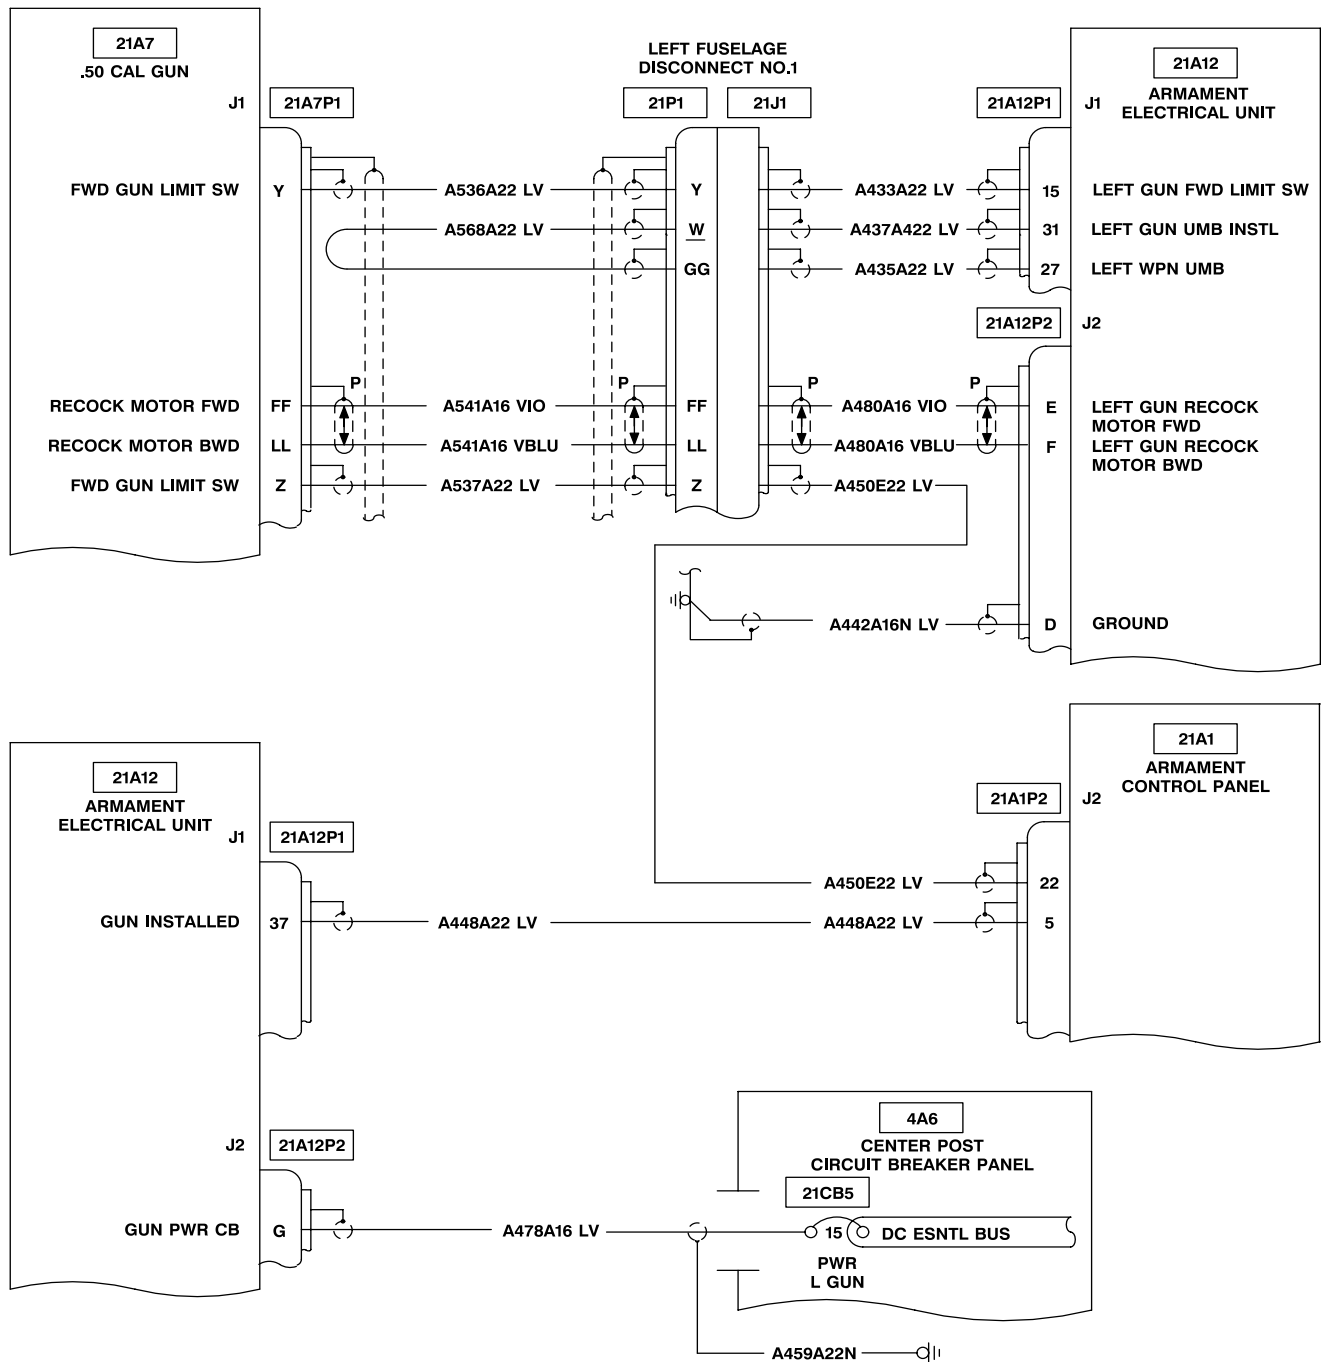 21A7
.50 CAL GUN
J1
21A7P1
LEFT FUSELAGE
DISCONNECT NO.1
21P1
21J1
21A12P1
J1
21A12
ARMAMENT
ELECTRICAL UNIT
FWD GUN LIMIT SW
Y
A536A22 LV
Y
A433A22 LV
15
LEFT GUN FWD LIMIT SW
A568A22 LV
W
A437A422 LV
31
LEFT GUN UMB INSTL
GG
A435A22 LV
27
LEFT WPN UMB
21A12P2
J2
P
P
P
P
RECOCK MOTOR FWD
FF
A541A16 VIO
FF
A480A16 VIO
E
LEFT GUN RECOCK
MOTOR FWD
RECOCK MOTOR BWD
LL
A541A16 VBLU
LL
A480A16 VBLU
F
LEFT GUN RECOCK
MOTOR BWD
FWD GUN LIMIT SW
Z
A537A22 LV
Z
A450E22 LV
A442A16N LV
D
GROUND
21A12
ARMAMENT
ELECTRICAL UNIT
J1
21A12P1
21A1P2
J2
21A1
ARMAMENT
CONTROL PANEL
A450E22 LV
22
GUN INSTALLED
37
A448A22 LV
A448A22 LV
5
J2
21A12P2
4A6
CENTER POST
CIRCUIT BREAKER PANEL
21CB5
GUN PWR CB
G
A478A16 LV
15
DC ESNTL BUS
PWR
L GUN
A459A22N